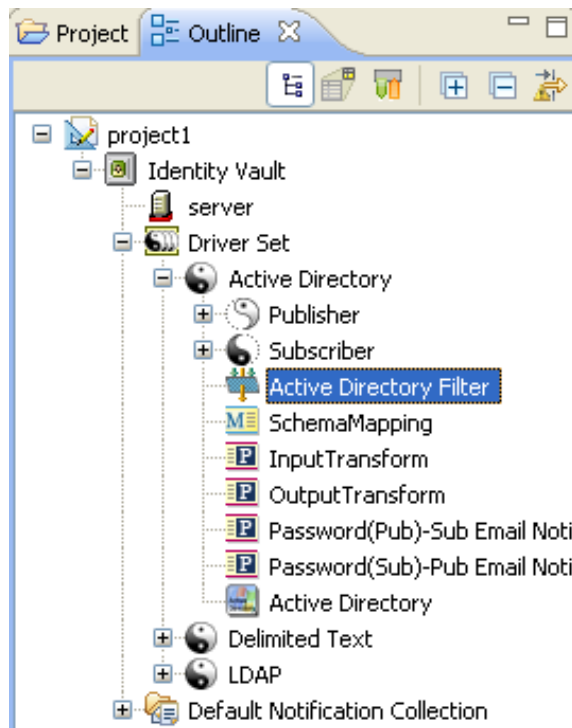 Project Outline
project1
Identity Vault
server
Driver Set
Active Directory
Publisher
Subscriber
Active Directory Filter
M SchemaMapping
P InputTransform
P OutputTransform
P Password(Pub)-Sub Email Noti
P Password(Sub)-Pub Email Noti
Active Directory
Delimited Text
LDAP
Default Notification Collection